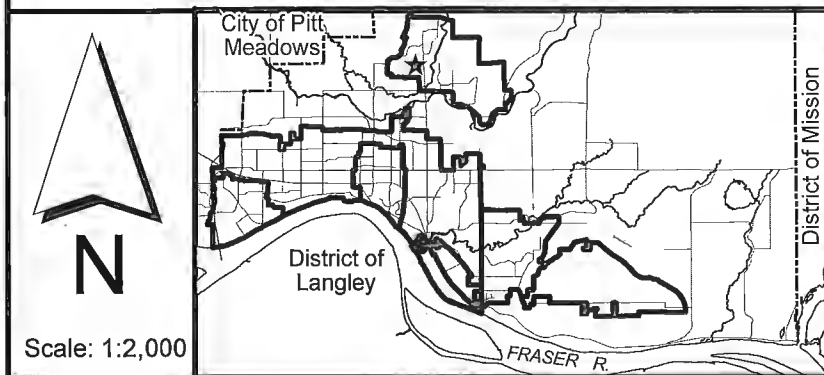 City of Pitt
Meadows
District of Mission
District of
Langley
N
Scale: 1:2,000
FRASER R.